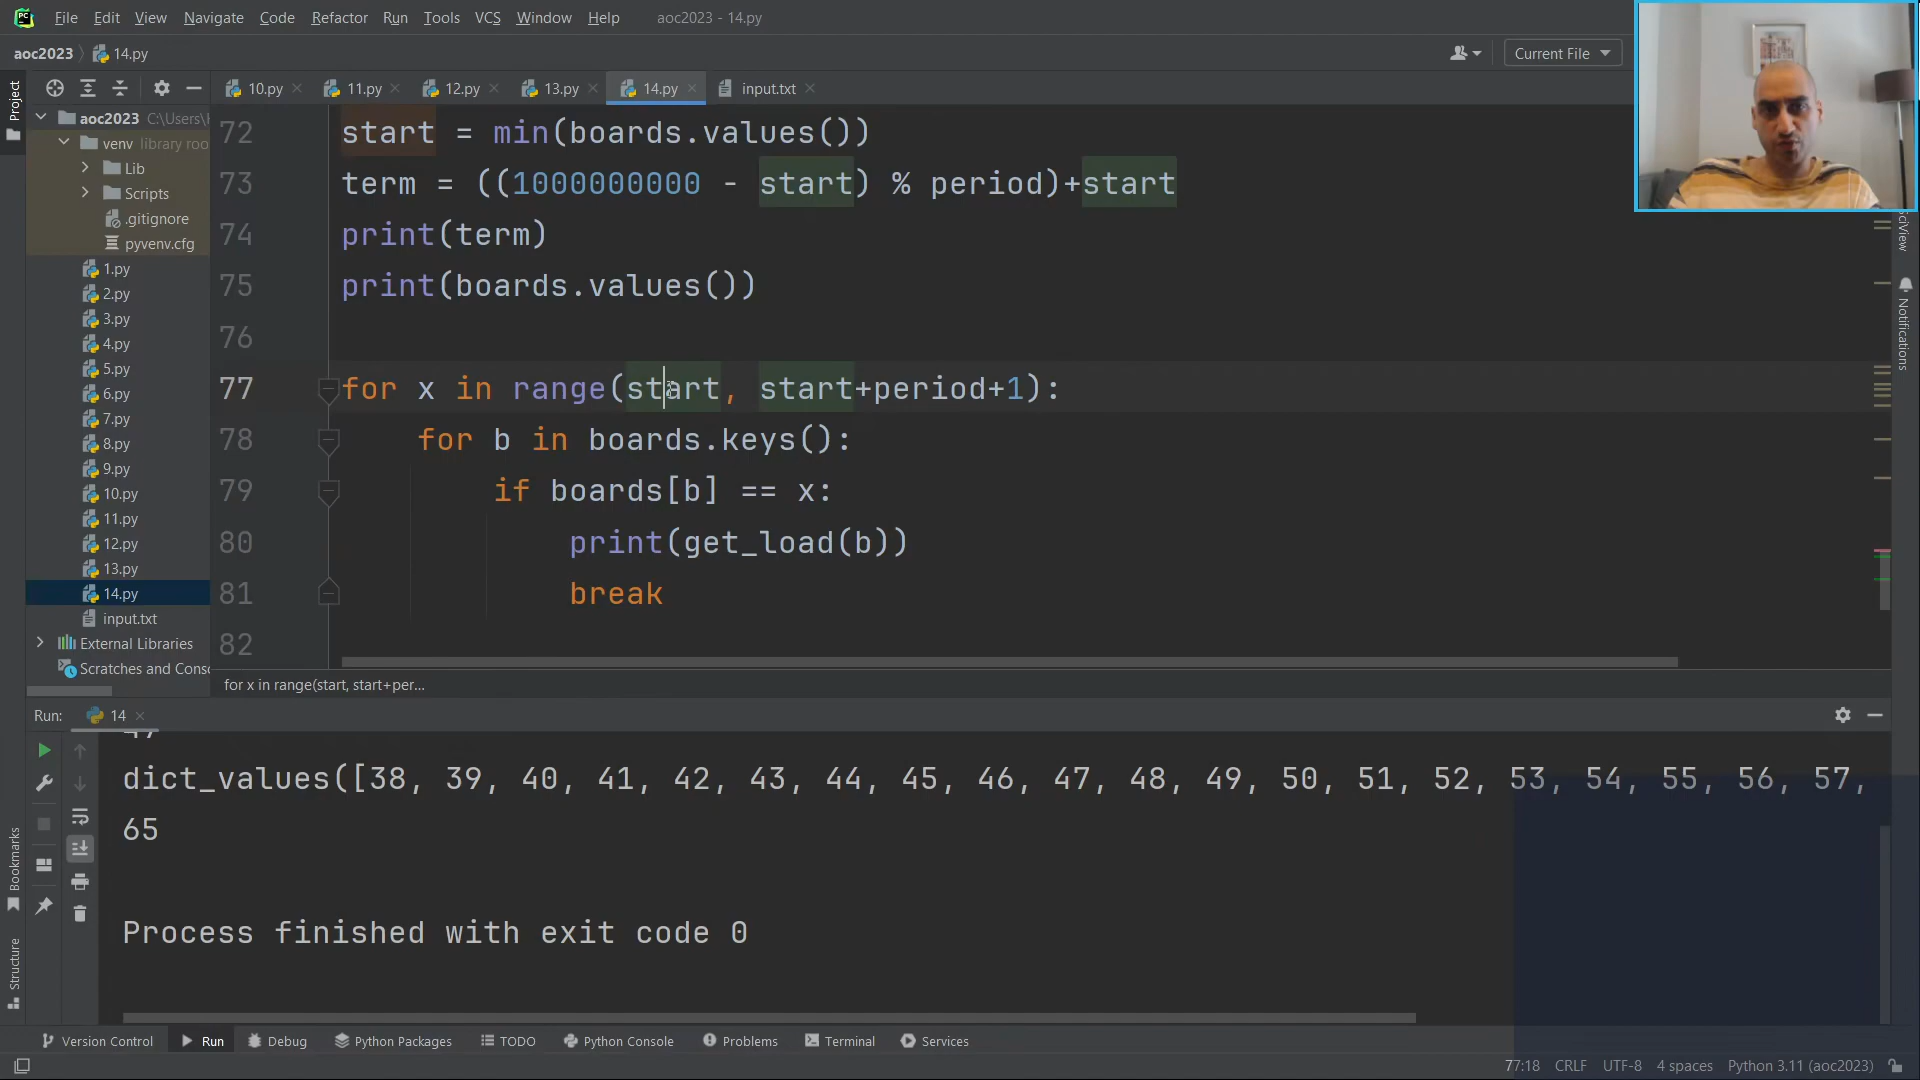 PC File Edit View Navigate Code Refactor Run Tools VCS Window Help aoc2023 - 14.py
aoc2023 14.py Current File
Project
10.py 11.py 12.py 13.py 14.py input.txt
aoc2023 C:\Users\
venv library roo
Lib
Scripts
.gitignore
pyvenv.cfg
1.py
2.py
3.py
4.py
5.py
6.py
7.py
8.py
9.py
10.py
11.py
12.py
13.py
14.py
input.txt
External Libraries
Scratches and Conso
72 start = min(boards.values())
73 term = ((1000000000 - start) % period)+start
74 print(term)
75 print(boards.values())
76
77 for x in range(start, start+period+1):
78 for b in boards.keys():
79 if boards[b] == x:
80 print(get_load(b))
81 break
82
for x in range(start, start+per...
SciView
Notifications
Run: 14
47
dict_values([38, 39, 40, 41, 42, 43, 44, 45, 46, 47, 48, 49, 50, 51, 52, 53, 54, 55, 56, 57,
65
Process finished with exit code 0
Bookmarks
Structure
Version Control Run Debug Python Packages TODO Python Console Problems Terminal Services
77:18 CRLF UTF-8 4 spaces Python 3.11 (aoc2023)